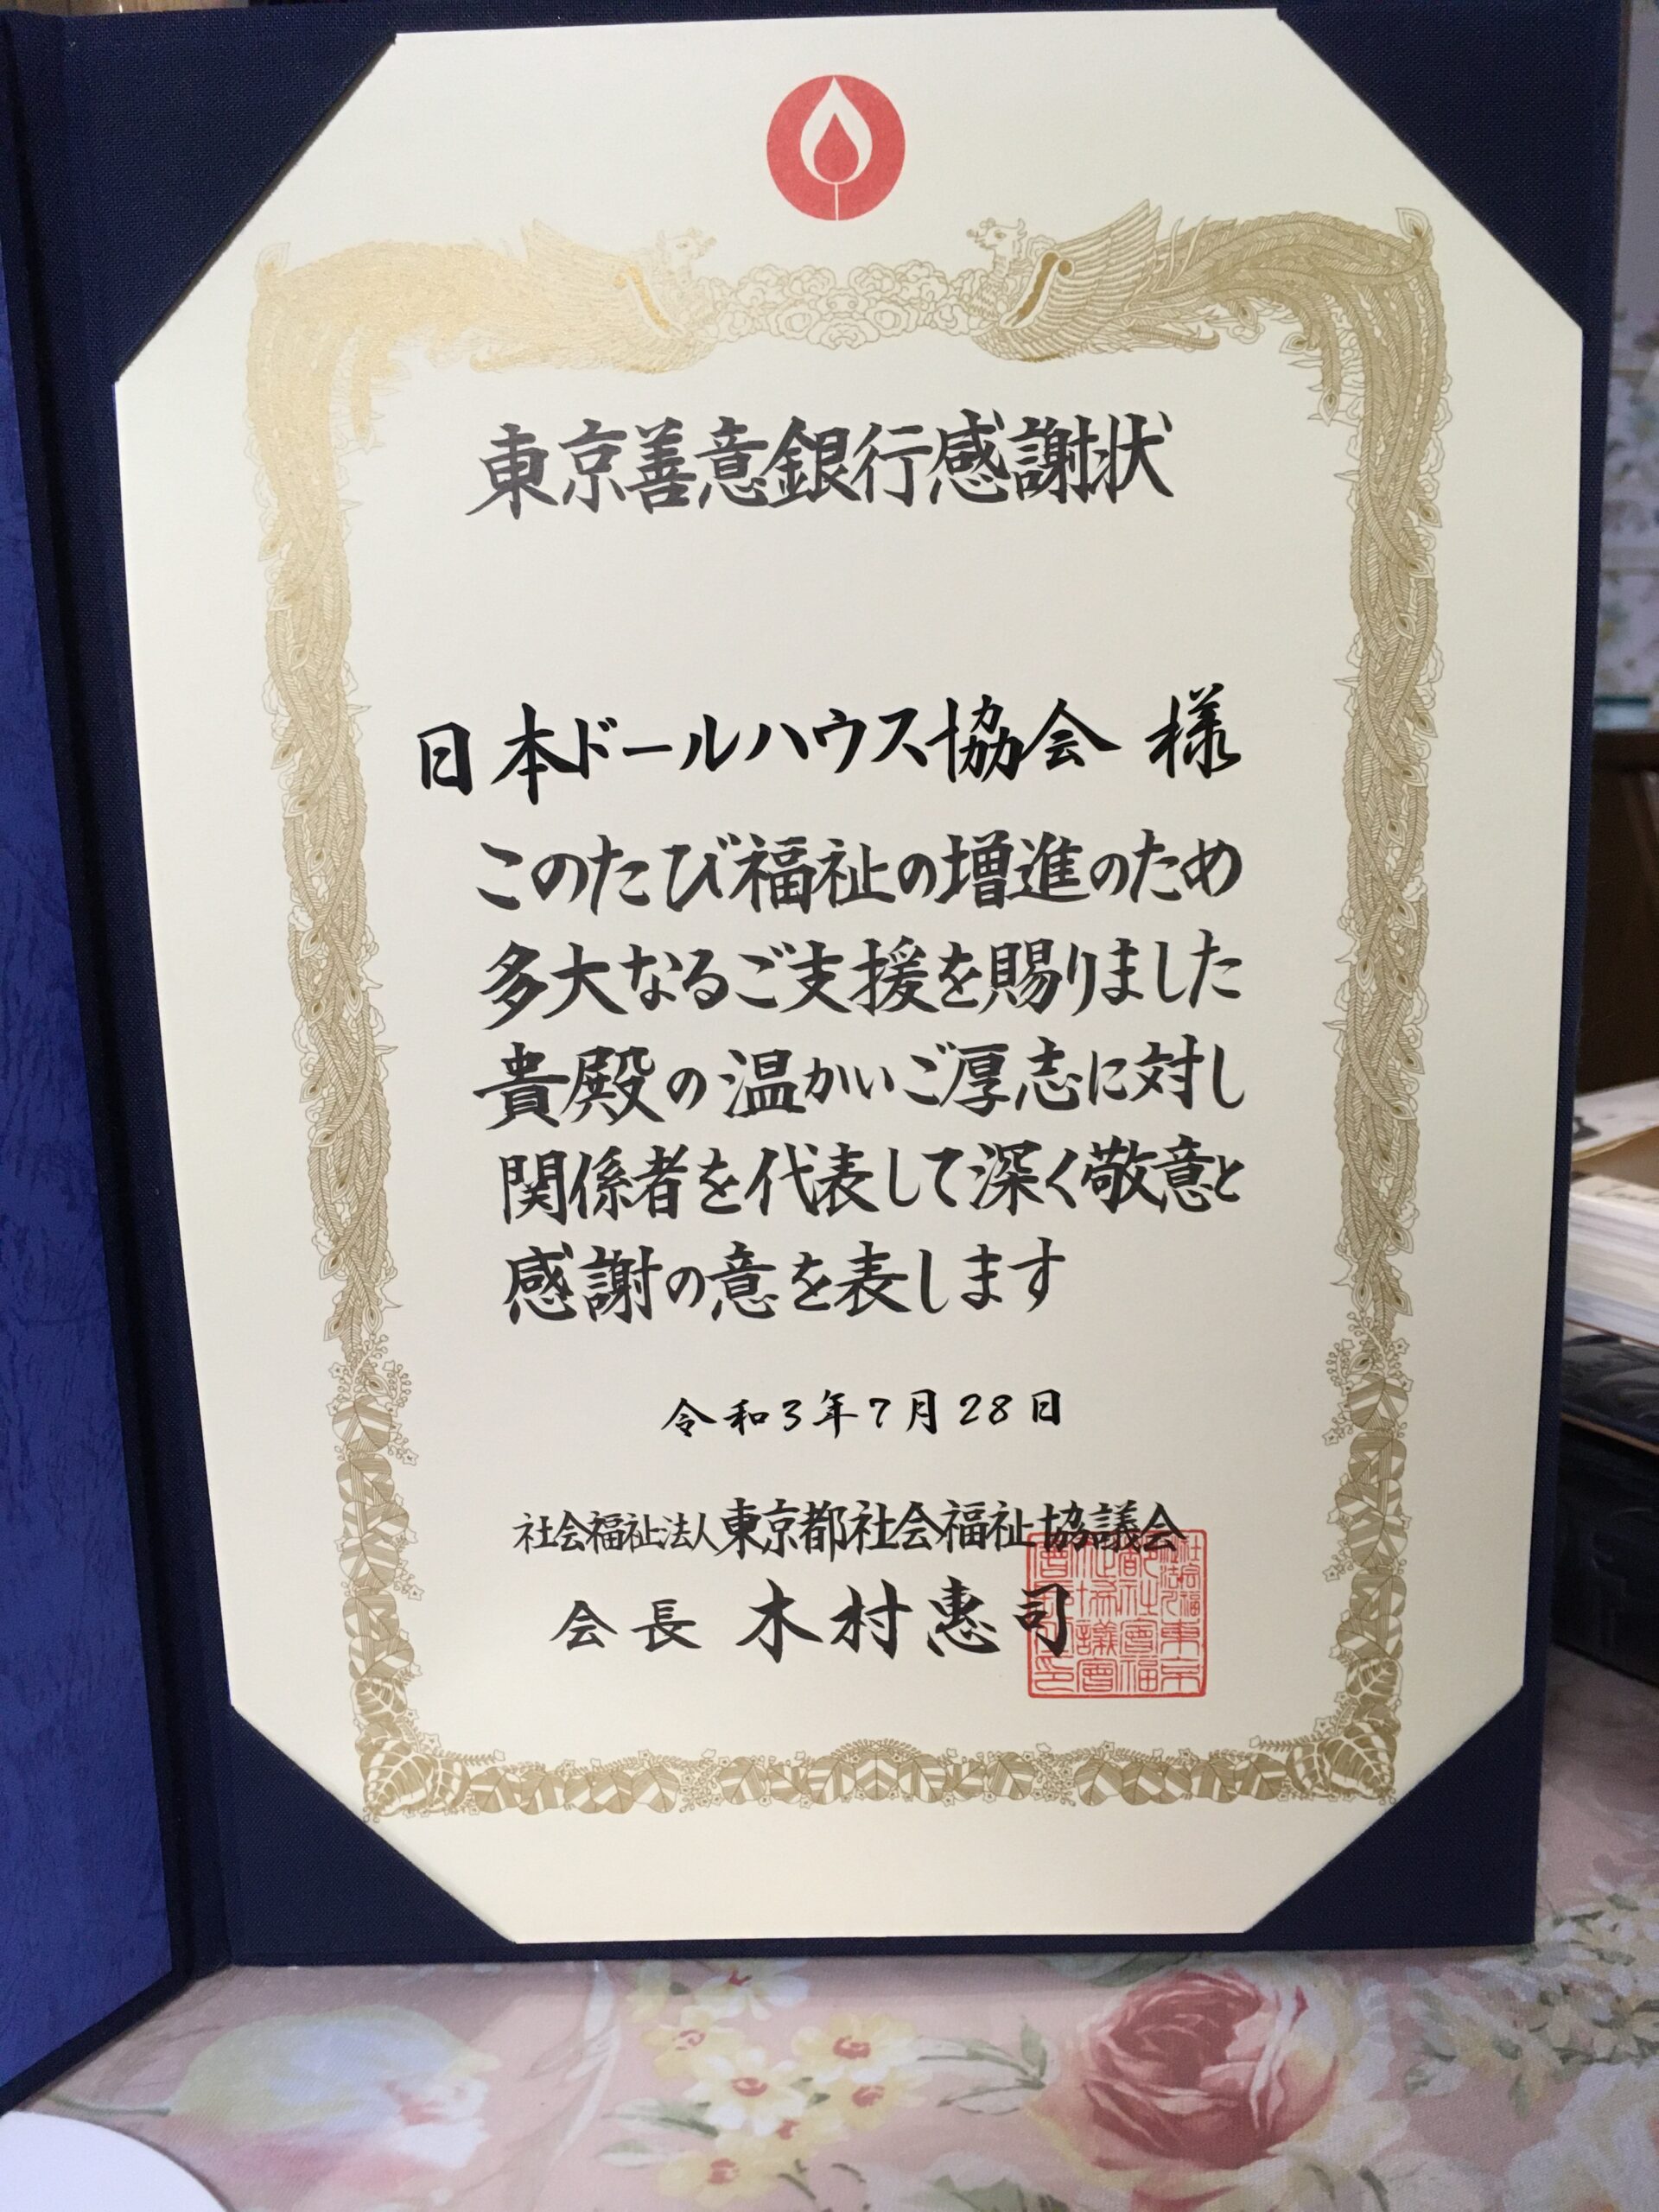 東京善意銀行感謝状
日本ドールハウス協会 様
このたび福祉の増進のため
多大なるご支援を賜りました
貴殿の温かいご厚志に対し
関係者を代表して深く敬意と
感謝の意を表します
令和3年7月28日
社会福祉法人東京都社会福祉協議会
会長 木村惠司